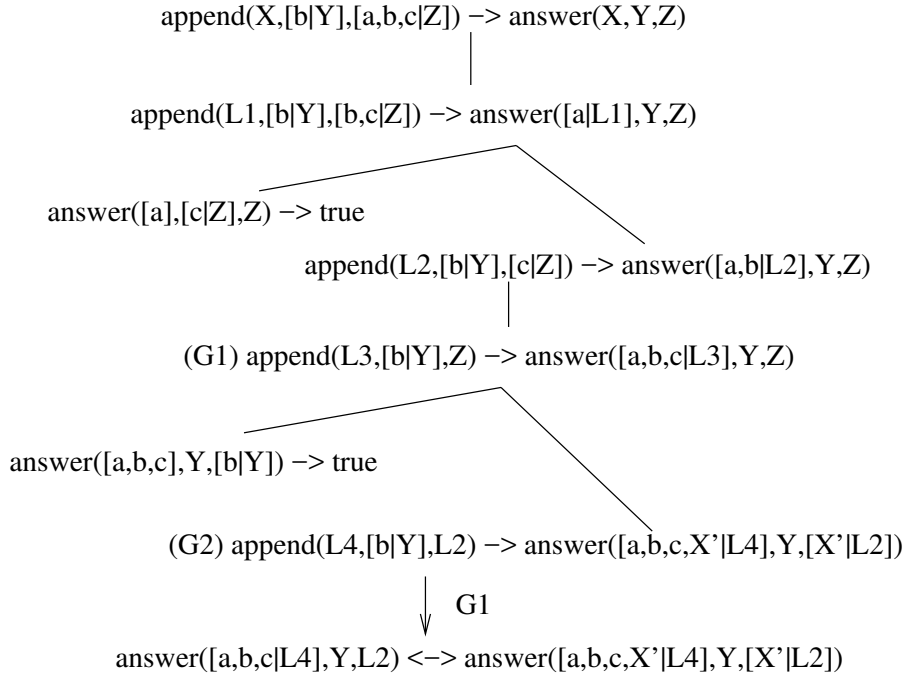 append(X,[b|Y],[a,b,c|Z]) −> answer(X,Y,Z)
append(L1,[b|Y],[b,c|Z]) −> answer([a|L1],Y,Z)
answer([a],[c|Z],Z) −> true
append(L2,[b|Y],[c|Z]) −> answer([a,b|L2],Y,Z)
(G1) append(L3,[b|Y],Z) −> answer([a,b,c|L3],Y,Z)
answer([a,b,c],Y,[b|Y]) −> true
(G2) append(L4,[b|Y],L2) −> answer([a,b,c,X'|L4],Y,[X'|L2])
G1
answer([a,b,c|L4],Y,L2) <−> answer([a,b,c,X'|L4],Y,[X'|L2])